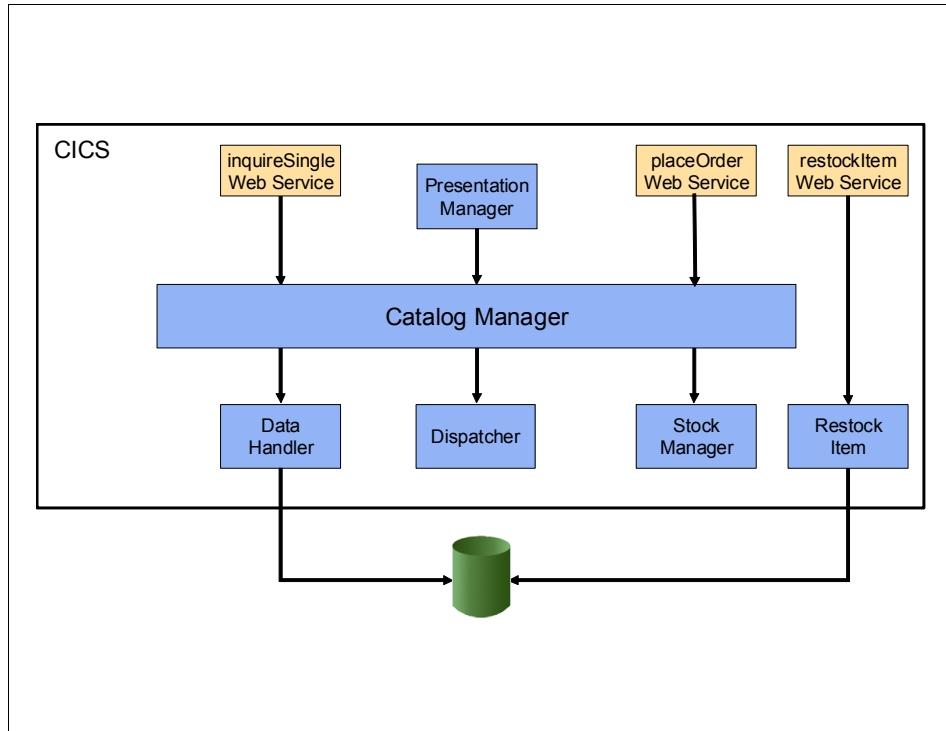 CICS
inquireSingle
Web Service
Presentation
Manager
placeOrder
Web Service
restockItem
Web Service
Catalog Manager
Data
Handler
Dispatcher
Stock
Manager
Restock
Item